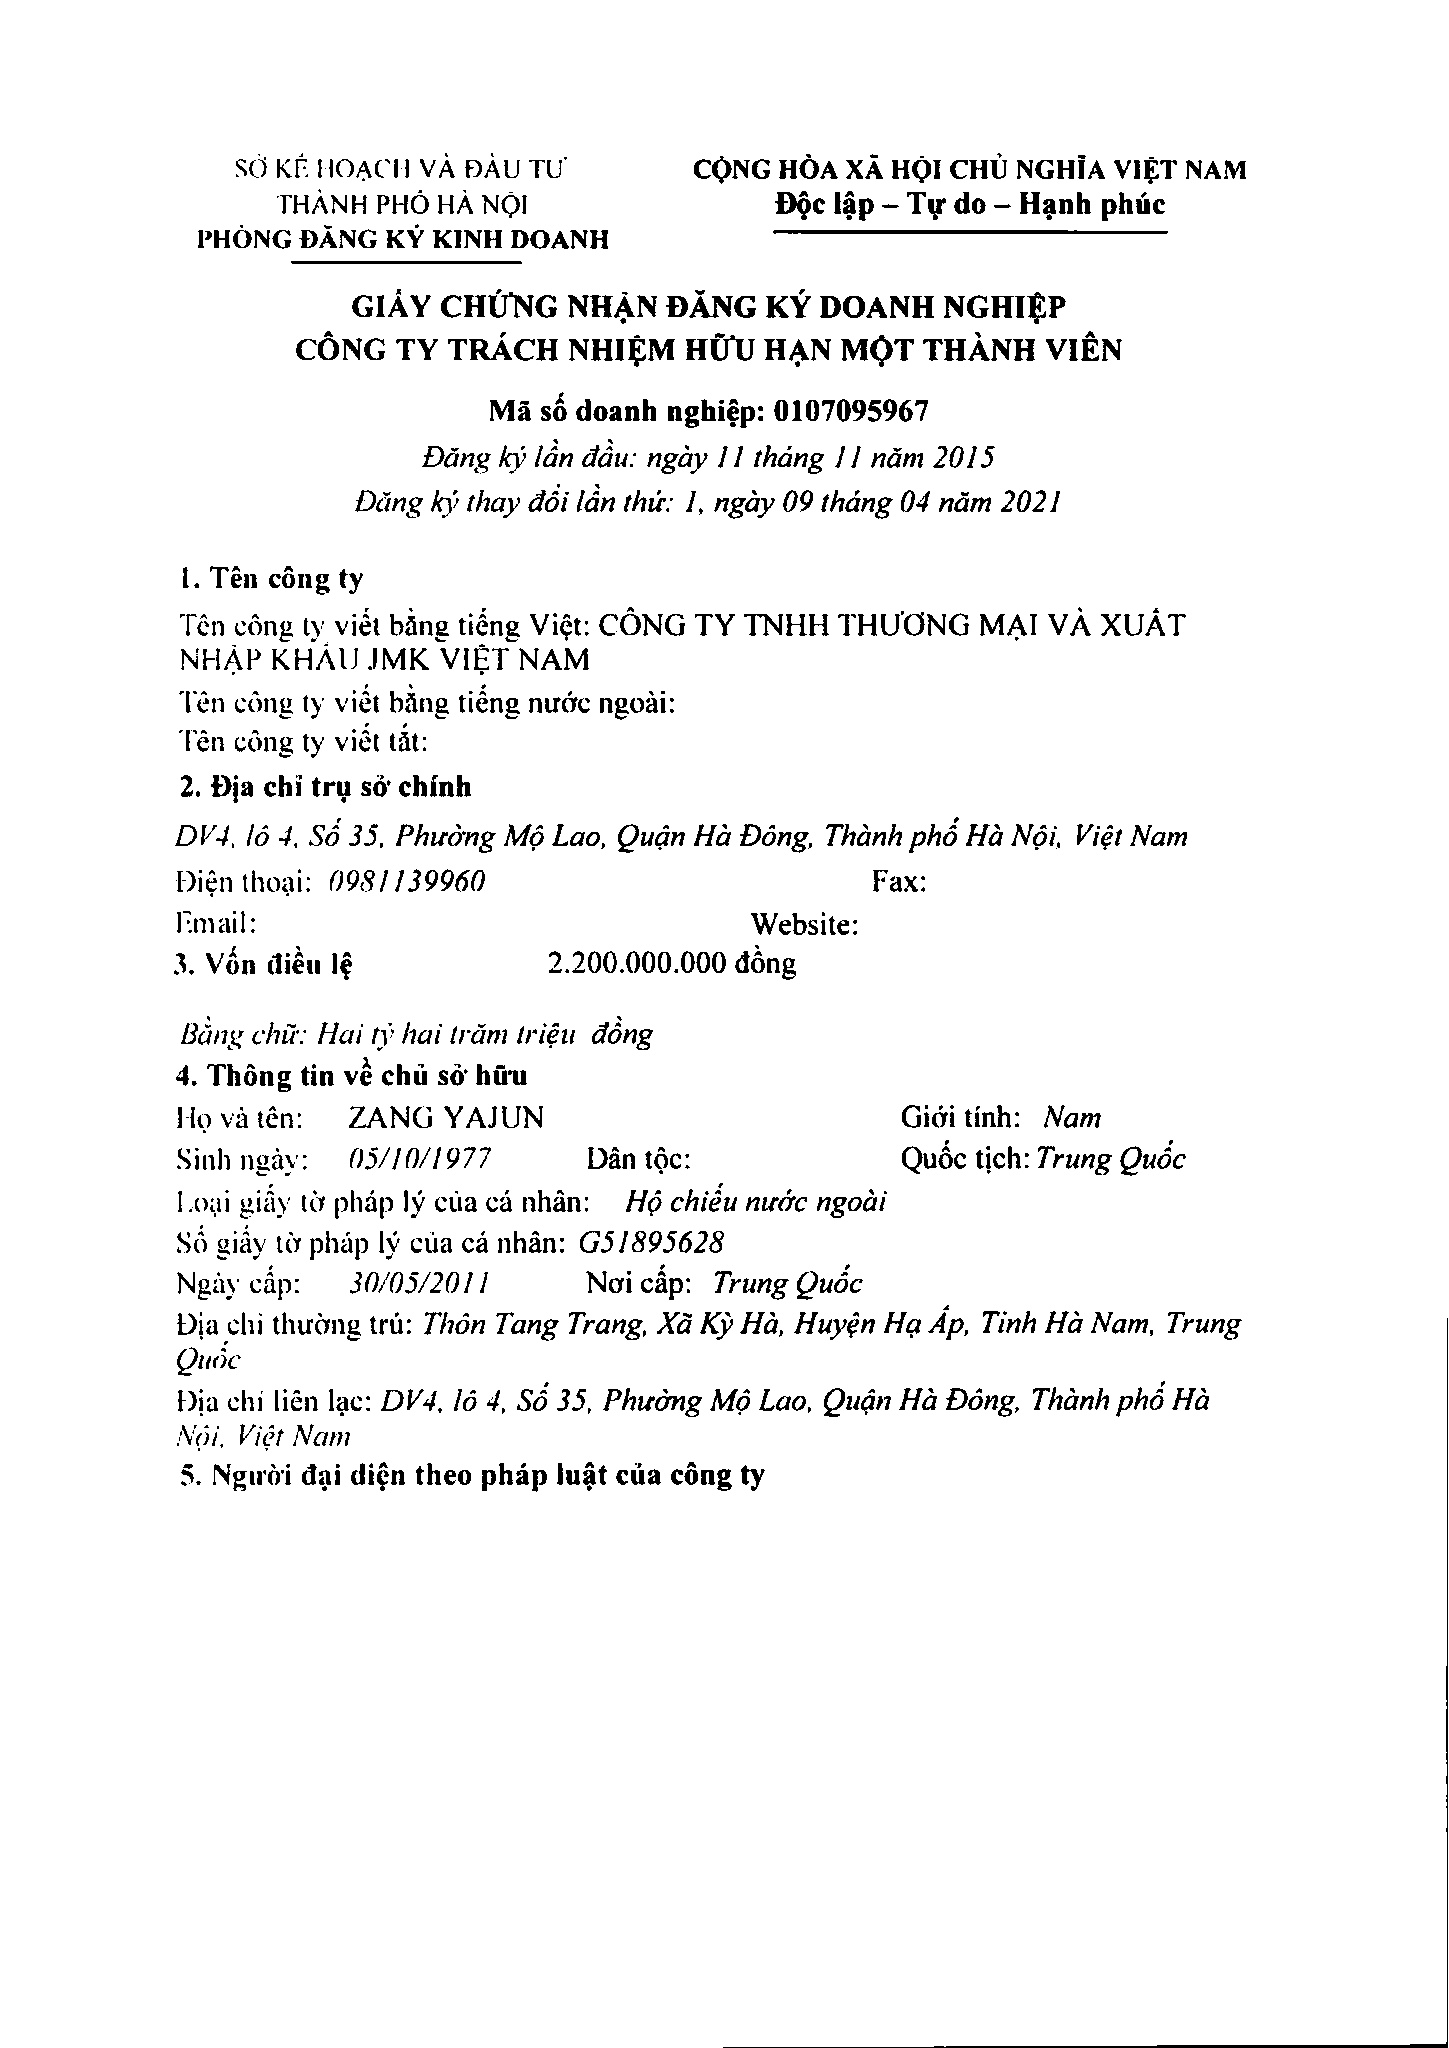 SỞ KẾ HOẠCH VÀ ĐẦU TƯ
THÀNH PHỐ HÀ NỘI
PHÒNG ĐĂNG KÝ KINH DOANH
CỘNG HÒA XÃ HỘI CHỦ NGHĨA VIỆT NAM
Độc lập – Tự do – Hạnh phúc
GIẤY CHỨNG NHẬN ĐĂNG KÝ DOANH NGHIỆP
CÔNG TY TRÁCH NHIỆM HỮU HẠN MỘT THÀNH VIÊN
Mã số doanh nghiệp: 0107095967
Đăng ký lần đầu: ngày 11 tháng 11 năm 2015
Đăng ký thay đổi lần thứ: 1, ngày 09 tháng 04 năm 2021
1. Tên công ty
Tên công ty viết bằng tiếng Việt: CÔNG TY TNHH THƯƠNG MẠI VÀ XUẤT
NHẬP KHẨU JMK VIỆT NAM
Tên công ty viết bằng tiếng nước ngoài:
Tên công ty viết tắt:
2. Địa chỉ trụ sở chính
DV4, lô 4, Số 35, Phường Mộ Lao, Quận Hà Đông, Thành phố Hà Nội, Việt Nam
Điện thoại: 0981139960 Fax:
Email: Website:
3. Vốn điều lệ 2.200.000.000 đồng
Bằng chữ: Hai tỷ hai trăm triệu đồng
4. Thông tin về chủ sở hữu
Họ và tên: ZANG YAJUN Giới tính: Nam
Sinh ngày: 05/10/1977 Dân tộc: Quốc tịch: Trung Quốc
Loại giấy tờ pháp lý của cá nhân: Hộ chiếu nước ngoài
Số giấy tờ pháp lý của cá nhân: G51895628
Ngày cấp: 30/05/2011 Nơi cấp: Trung Quốc
Địa chỉ thường trú: Thôn Tang Trang, Xã Kỳ Hà, Huyện Hạ Ấp, Tỉnh Hà Nam, Trung
Quốc
Địa chỉ liên lạc: DV4, lô 4, Số 35, Phường Mộ Lao, Quận Hà Đông, Thành phố Hà
Nội, Việt Nam
5. Người đại diện theo pháp luật của công ty